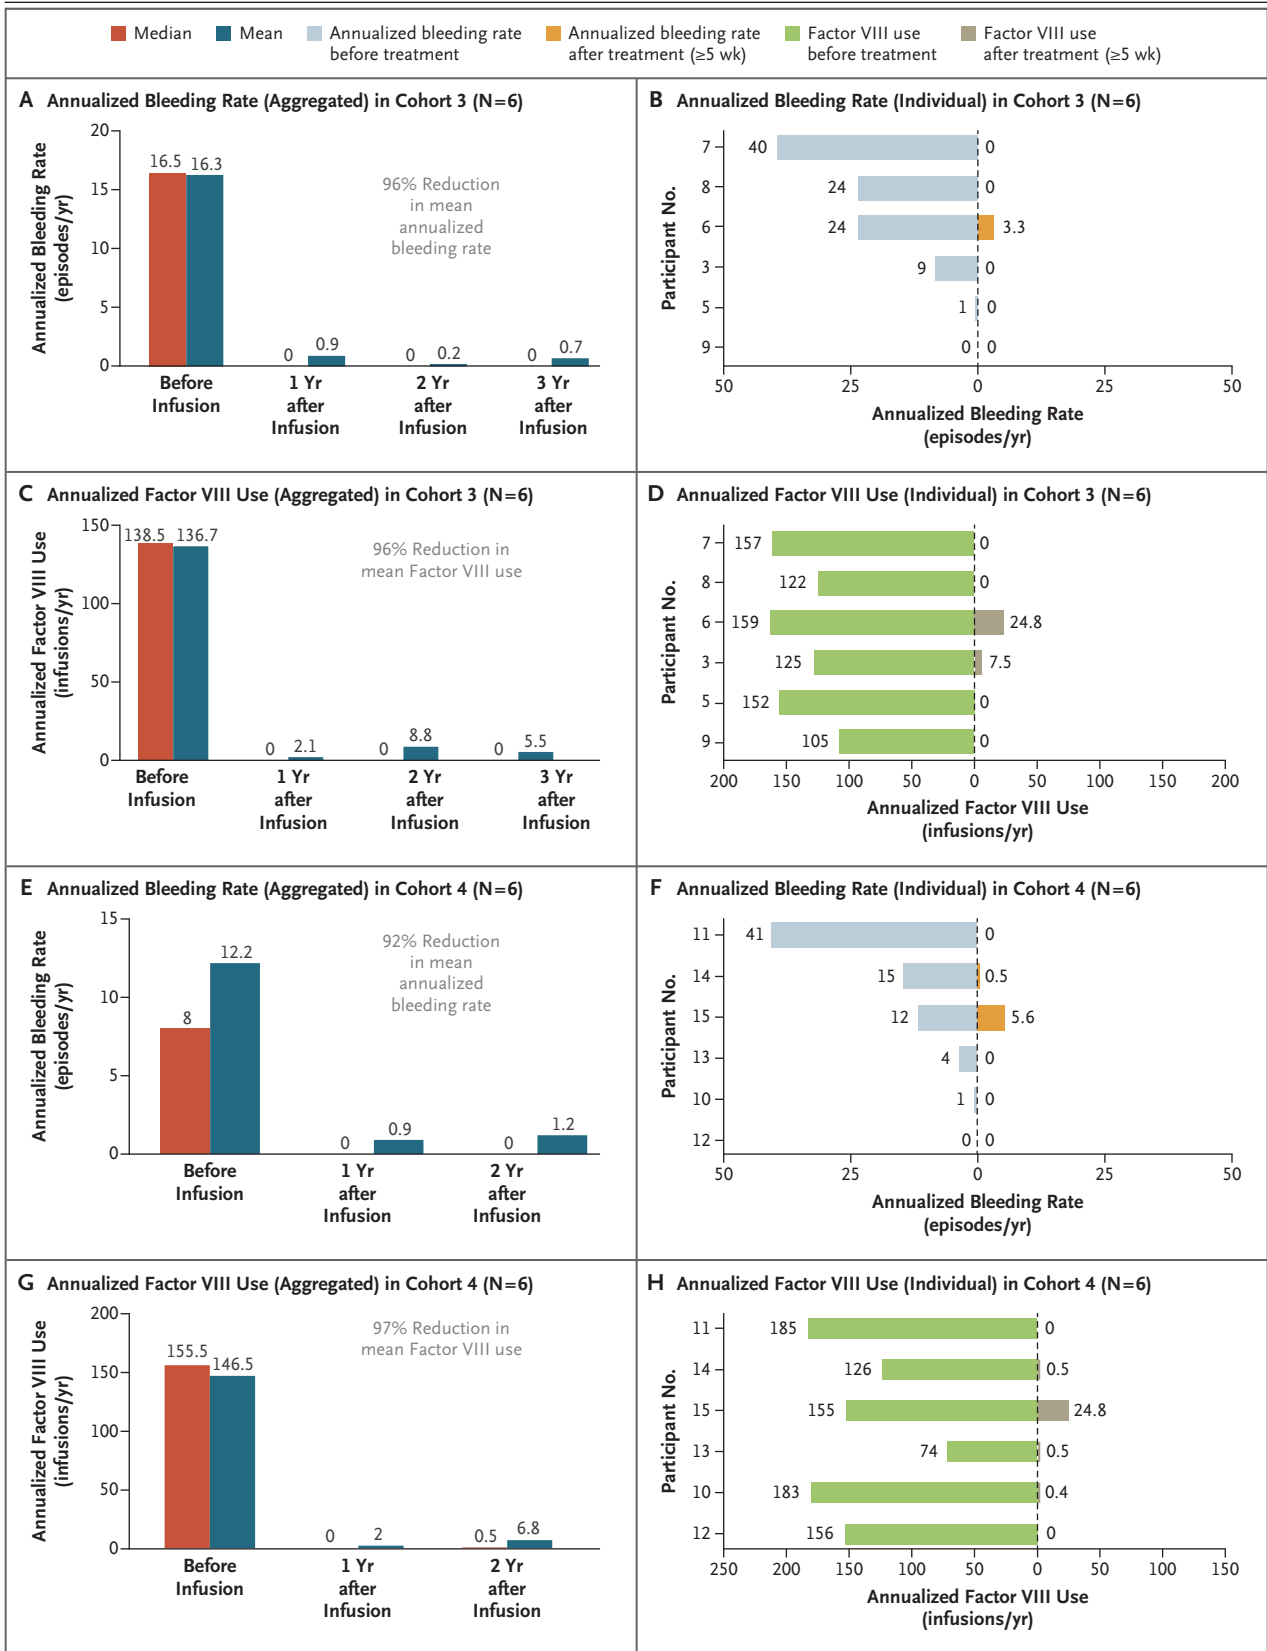 Median
Mean
Annualized bleeding rate
before treatment
Annualized bleeding rate
after treatment (≥5 wk)
Factor VIII use
before treatment
Factor VIII use
after treatment (≥5 wk)
A Annualized Bleeding Rate (Aggregated) in Cohort 3 (N=6)
Annualized Bleeding Rate
(episodes/yr)
20
15
10
5
0
16.5 16.3
0 0.9
0 0.2
0 0.7
96% Reduction
in mean
annualized
bleeding rate
Before
Infusion
1 Yr
after
Infusion
2 Yr
after
Infusion
3 Yr
after
Infusion
B Annualized Bleeding Rate (Individual) in Cohort 3 (N=6)
Participant No.
7 40 0
8 24 0
6 24 3.3
3 9 0
5 1 0
9 0 0
50 25 0 25 50
Annualized Bleeding Rate
(episodes/yr)
C Annualized Factor VIII Use (Aggregated) in Cohort 3 (N=6)
Annualized Factor VIII Use
(infusions/yr)
150
100
50
0
138.5 136.7
0 2.1
0 8.8
0 5.5
96% Reduction in
mean Factor VIII use
Before
Infusion
1 Yr
after
Infusion
2 Yr
after
Infusion
3 Yr
after
Infusion
D Annualized Factor VIII Use (Individual) in Cohort 3 (N=6)
Participant No.
7 157 0
8 122 0
6 159 24.8
3 125 7.5
5 152 0
9 105 0
200 150 100 50 0 50 100 150 200
Annualized Factor VIII Use
(infusions/yr)
E Annualized Bleeding Rate (Aggregated) in Cohort 4 (N=6)
Annualized Bleeding Rate
(episodes/yr)
15
10
5
0
8 12.2
0 0.9
0 1.2
92% Reduction
in mean
annualized
bleeding rate
Before
Infusion
1 Yr
after
Infusion
2 Yr
after
Infusion
F Annualized Bleeding Rate (Individual) in Cohort 4 (N=6)
Participant No.
11 41 0
14 15 0.5
15 12 5.6
13 4 0
10 1 0
12 0 0
50 25 0 25 50
Annualized Bleeding Rate
(episodes/yr)
G Annualized Factor VIII Use (Aggregated) in Cohort 4 (N=6)
Annualized Factor VIII Use
(infusions/yr)
200
150
100
50
0
155.5 146.5
0 2
0.5 6.8
97% Reduction in
mean Factor VIII use
Before
Infusion
1 Yr
after
Infusion
2 Yr
after
Infusion
H Annualized Factor VIII Use (Individual) in Cohort 4 (N=6)
Participant No.
11 185 0
14 126 0.5
15 155 24.8
13 74 0.5
10 183 0.4
12 156 0
250 200 150 100 50 0 50 100 150
Annualized Factor VIII Use
(infusions/yr)